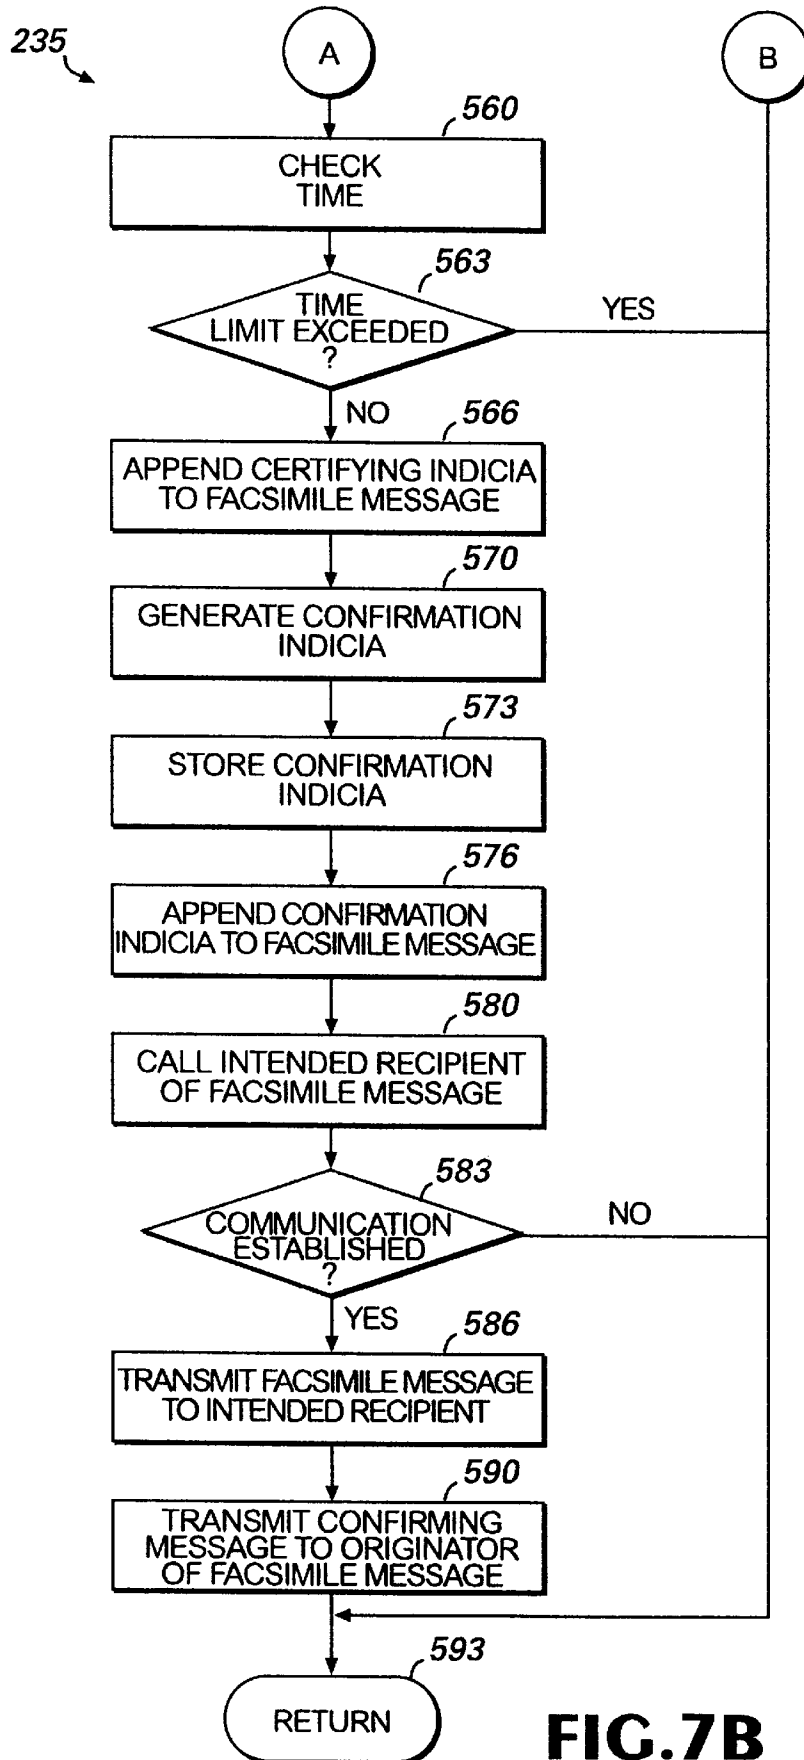 235
A
B
560
CHECK
TIME
563
TIME
LIMIT EXCEEDED
?
YES
NO
566
APPEND CERTIFYING INDICIA
TO FACSIMILE MESSAGE
570
GENERATE CONFIRMATION
INDICIA
573
STORE CONFIRMATION
INDICIA
576
APPEND CONFIRMATION
INDICIA TO FACSIMILE MESSAGE
580
CALL INTENDED RECIPIENT
OF FACSIMILE MESSAGE
583
COMMUNICATION
ESTABLISHED
?
NO
YES
586
TRANSMIT FACSIMILE MESSAGE
TO INTENDED RECIPIENT
590
TRANSMIT CONFIRMING
MESSAGE TO ORIGINATOR
OF FACSIMILE MESSAGE
593
RETURN
FIG.7B